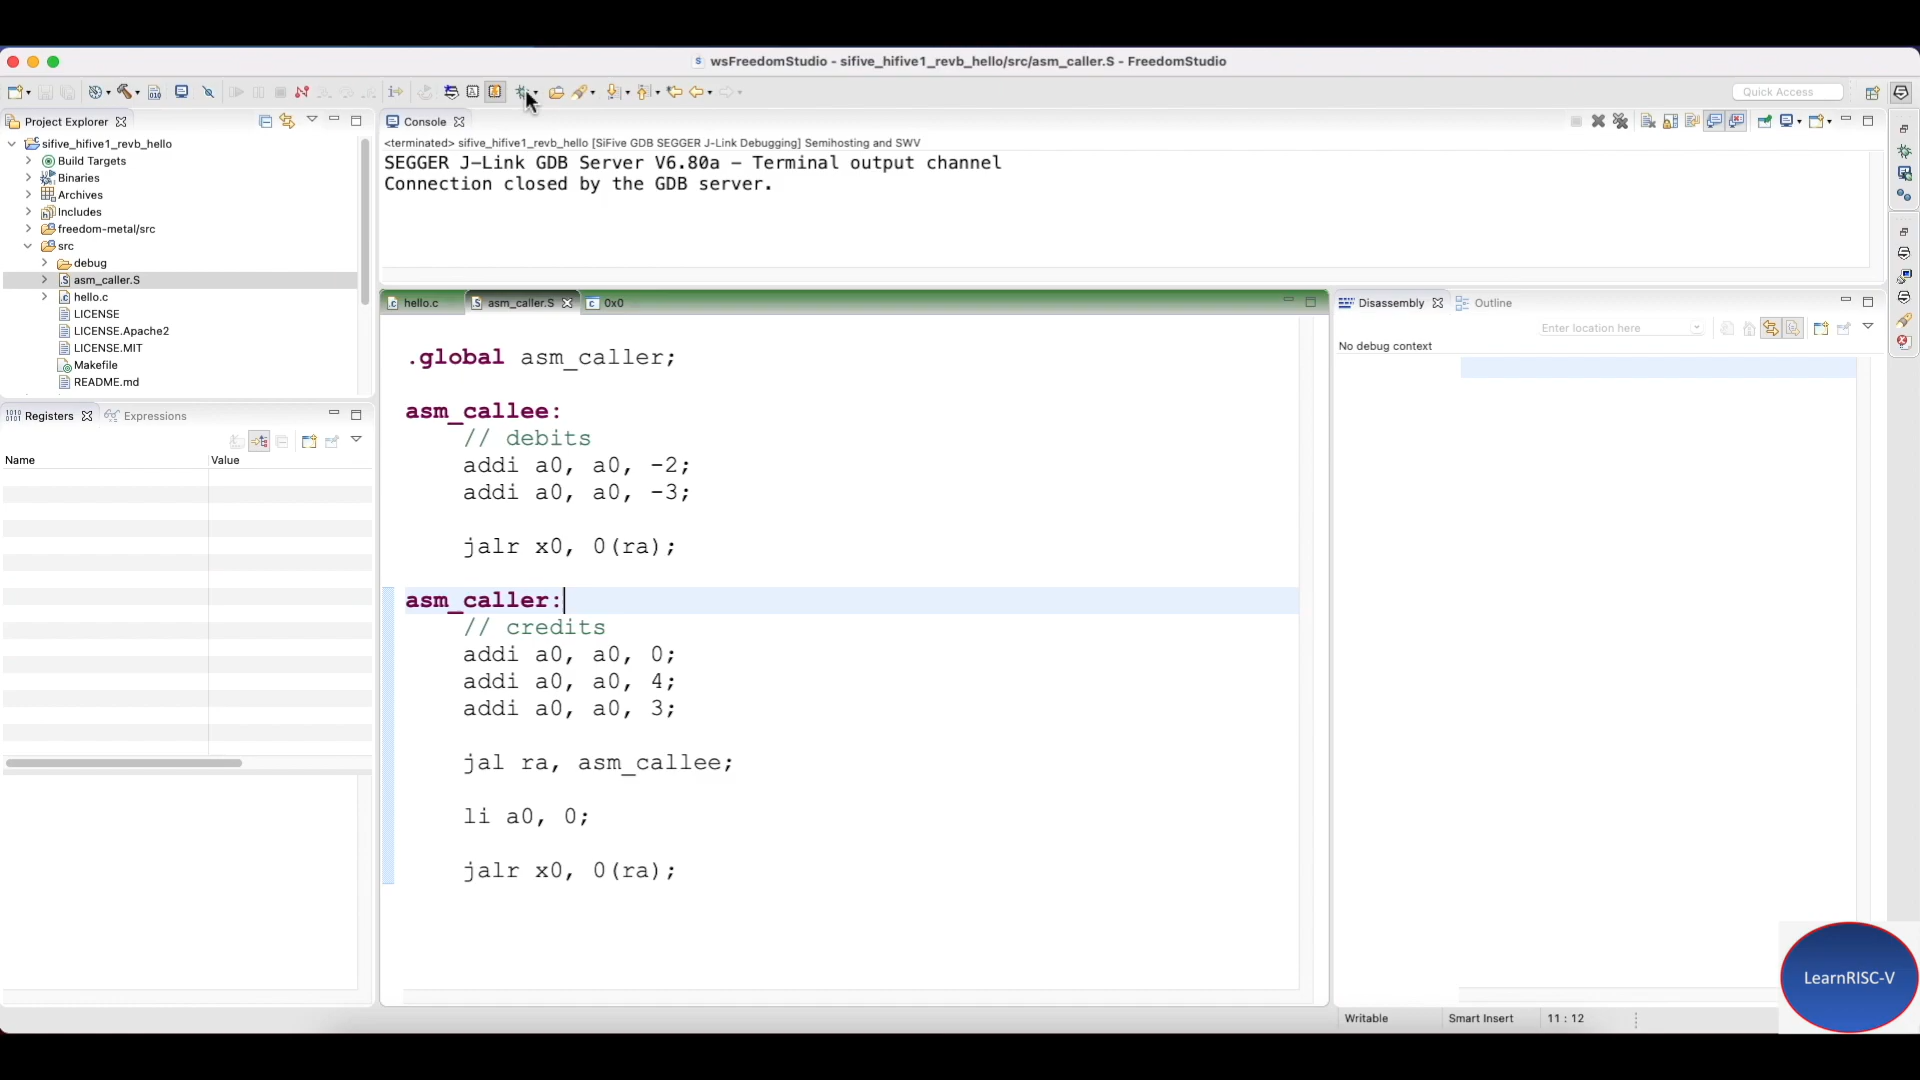 wsFreedomStudio - sifive_hifive1_revb_hello/src/asm_caller.S - FreedomStudio
Quick Access
Project Explorer
sifive_hifive1_revb_hello
Build Targets
Binaries
Archives
Includes
freedom-metal/src
src
debug
asm_caller.S
hello.c
LICENSE
LICENSE.Apache2
LICENSE.MIT
Makefile
README.md
Registers
Expressions
Name Value
Console
<terminated> sifive_hifive1_revb_hello [SiFive GDB SEGGER J-Link Debugging] Semihosting and SWV
SEGGER J-Link GDB Server V6.80a – Terminal output channel
Connection closed by the GDB server.
hello.c asm_caller.S 0x0
.global asm_caller;
asm_callee:
// debits
addi a0, a0, -2;
addi a0, a0, -3;
jalr x0, 0(ra);
asm_caller:
// credits
addi a0, a0, 0;
addi a0, a0, 4;
addi a0, a0, 3;
jal ra, asm_callee;
li a0, 0;
jalr x0, 0(ra);
Disassembly Outline
Enter location here
No debug context
Writable Smart Insert 11 : 12
LearnRISC-V